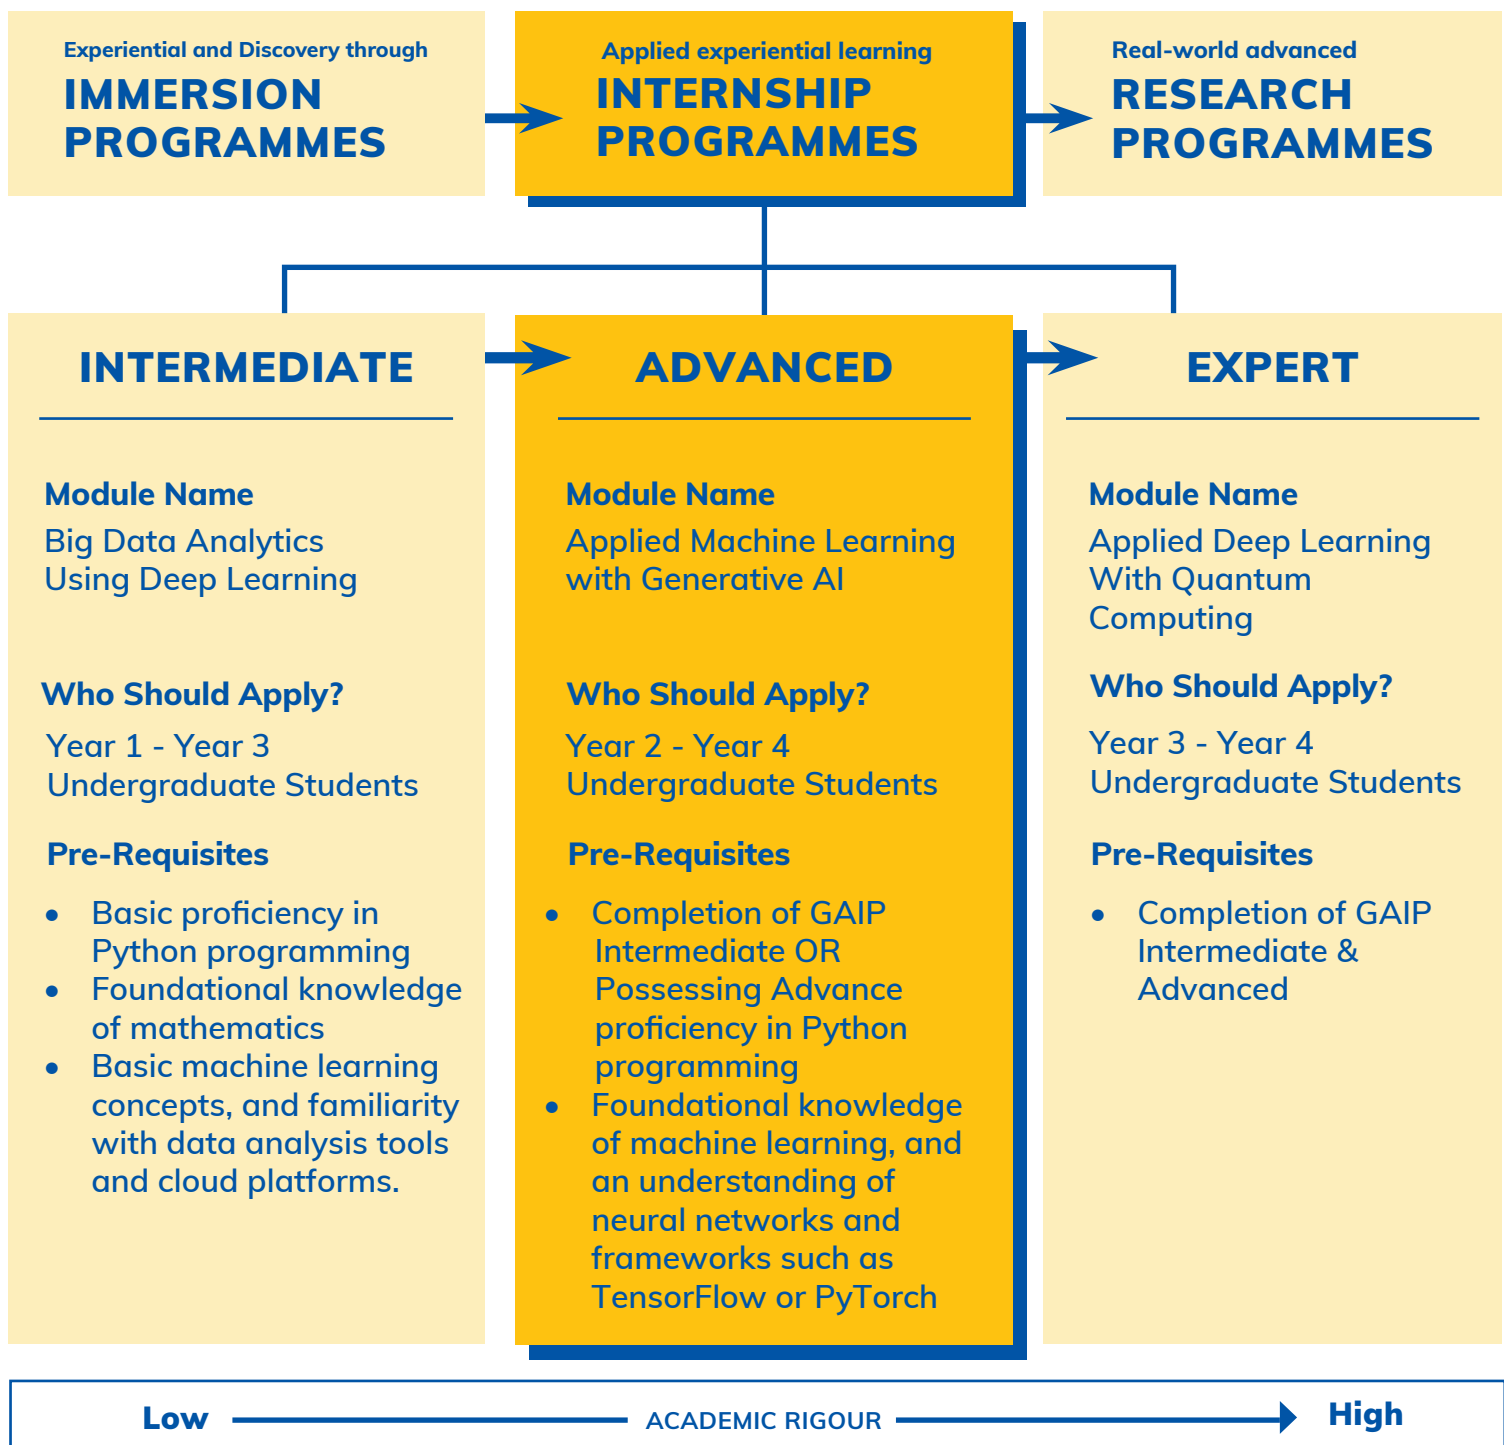 Experiential and Discovery through
IMMERSION
PROGRAMMES
Applied experiential learning
INTERNSHIP
PROGRAMMES
Real-world advanced
RESEARCH
PROGRAMMES
INTERMEDIATE
Module Name
Big Data Analytics
Using Deep Learning
Who Should Apply?
Year 1 - Year 3
Undergraduate Students
Pre-Requisites
• Basic proficiency in
Python programming
• Foundational knowledge
of mathematics
• Basic machine learning
concepts, and familiarity
with data analysis tools
and cloud platforms.
ADVANCED
Module Name
Applied Machine Learning
with Generative AI
Who Should Apply?
Year 2 - Year 4
Undergraduate Students
Pre-Requisites
• Completion of GAIP
Intermediate OR
Possessing Advance
proficiency in Python
programming
• Foundational knowledge
of machine learning, and
an understanding of
neural networks and
frameworks such as
TensorFlow or PyTorch
EXPERT
Module Name
Applied Deep Learning
With Quantum
Computing
Who Should Apply?
Year 3 - Year 4
Undergraduate Students
Pre-Requisites
• Completion of GAIP
Intermediate &
Advanced
Low ACADEMIC RIGOUR High